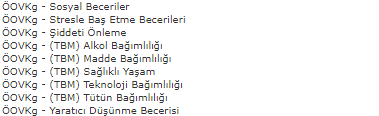 ÖOVKg - Sosyal Beceriler
ÖOVKg - Stresle Baş Etme Becerileri
ÖOVKg - Şiddeti Önleme
ÖOVKg - (TBM) Alkol Bağımlılığı
ÖOVKg - (TBM) Madde Bağımlılığı
ÖOVKg - (TBM) Sağlıklı Yaşam
ÖOVKg - (TBM) Teknoloji Bağımlılığı
ÖOVKg - (TBM) Tütün Bağımlılığı
ÖOVKg - Yaratıcı Düşünme Becerisi